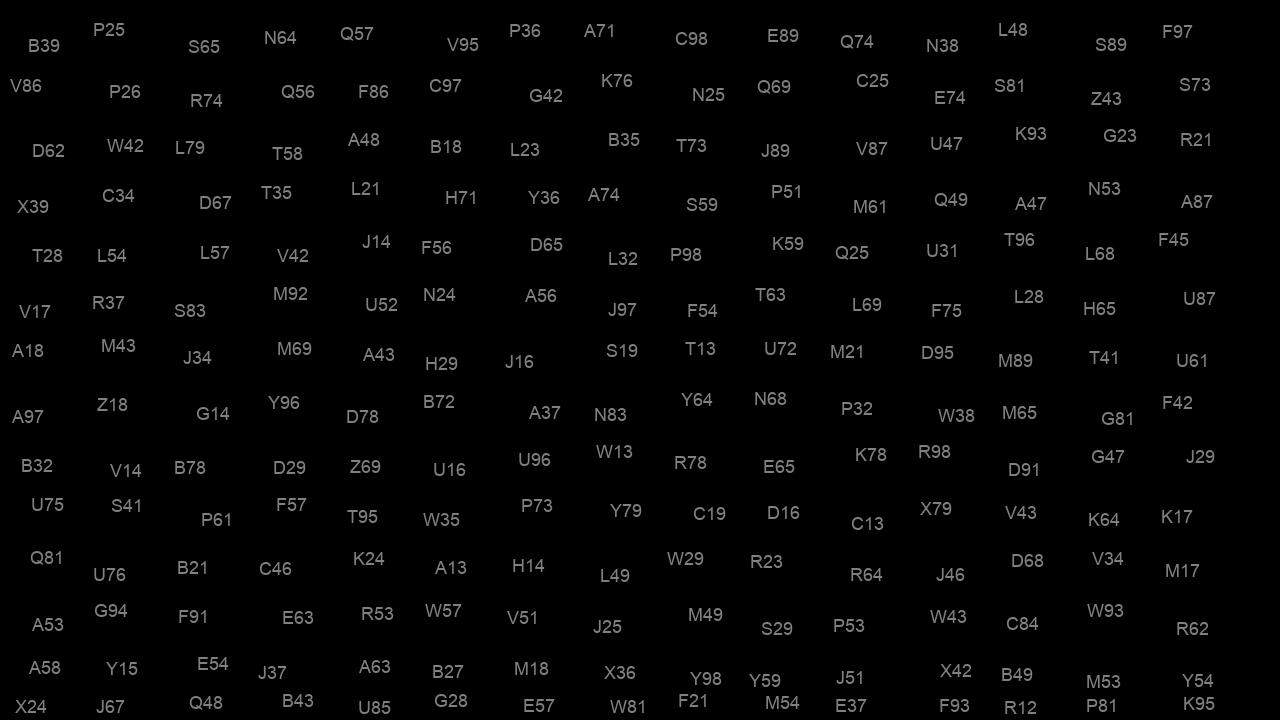 B39 P25 S65 N64 Q57 V95 P36 A71 C98 E89 Q74 N38 L48 S89 F97
V86 P26 R74 Q56 F86 C97 G42 K76 N25 Q69 C25 E74 S81 Z43 S73
D62 W42 L79 T58 A48 B18 L23 B35 T73 J89 V87 U47 K93 G23 R21
X39 C34 D67 T35 L21 H71 Y36 A74 S59 P51 M61 Q49 A47 N53 A87
T28 L54 L57 V42 J14 F56 D65 L32 P98 K59 Q25 U31 T96 L68 F45
V17 R37 S83 M92 U52 N24 A56 J97 F54 T63 L69 F75 L28 H65 U87
A18 M43 J34 M69 A43 H29 J16 S19 T13 U72 M21 D95 M89 T41 U61
A97 Z18 G14 Y96 D78 B72 A37 N83 Y64 N68 P32 W38 M65 G81 F42
B32 V14 B78 D29 Z69 U16 U96 W13 R78 E65 K78 R98 D91 G47 J29
U75 S41 P61 F57 T95 W35 P73 Y79 C19 D16 C13 X79 V43 K64 K17
Q81 U76 B21 C46 K24 A13 H14 L49 W29 R23 R64 J46 D68 V34 M17
A53 G94 F91 E63 R53 W57 V51 J25 M49 S29 P53 W43 C84 W93 R62
A58 Y15 E54 J37 A63 B27 M18 X36 Y98 Y59 J51 X42 B49 M53 Y54
X24 J67 Q48 B43 U85 G28 E57 W81 F21 M54 E37 F93 R12 P81 K95